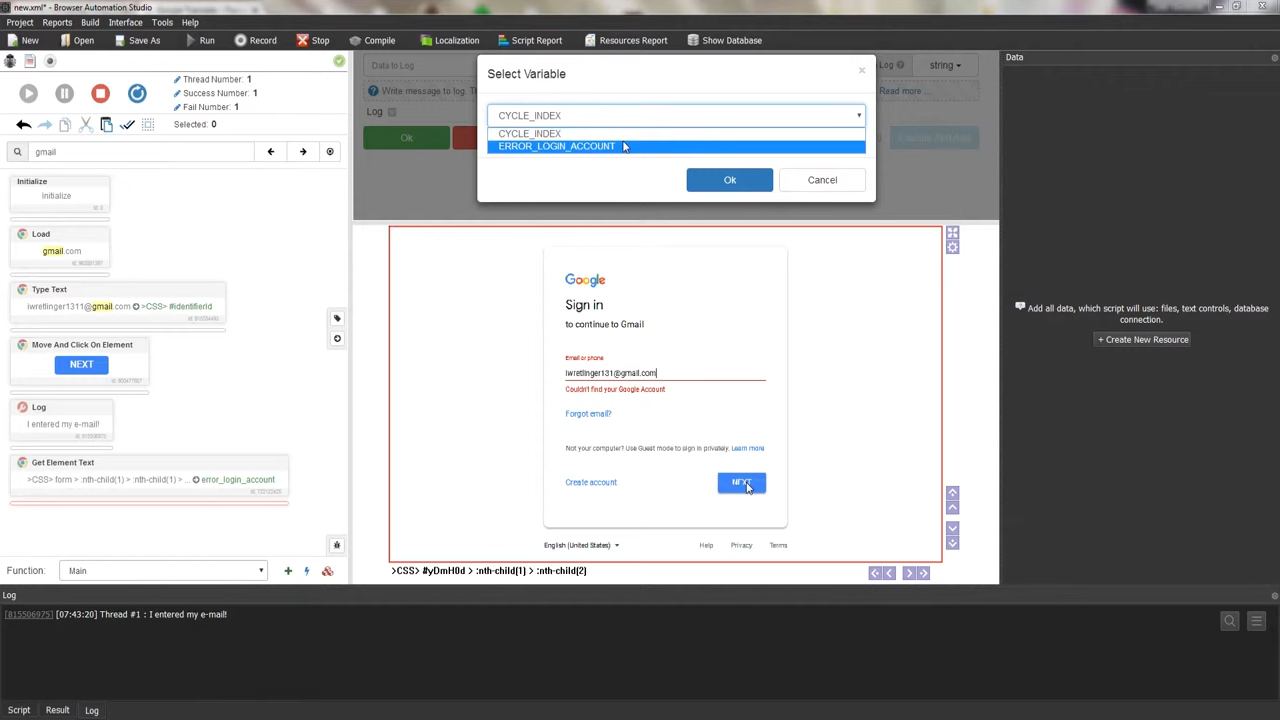 new.xml* - Browser Automation Studio
Project Reports Build Interface Tools Help
New Open Save As Run Record Stop Compile Localization Script Report Resources Report Show Database
Thread Number: 1
Success Number: 1
Fail Number: 1
Selected: 0
gmail
Initialize
Initialize
Load
gmail.com
Type Text
iwretlinger1311@gmail.com >CSS> #identifierId
Move And Click On Element
NEXT
Log
I entered my e-mail!
Get Element Text
>CSS> form > :nth-child(1) > :nth-child(1) > ... error_login_account
Function: Main
Data to Log
Log string
Write message to log. Th
Read more ...
Log
Ok
Select Variable
CYCLE_INDEX
CYCLE_INDEX
ERROR_LOGIN_ACCOUNT
Ok Cancel
Google
Sign in
to continue to Gmail
Email or phone
iwretlinger131@gmail.com
Couldn't find your Google Account
Forgot email?
Not your computer? Use Guest mode to sign in privately. Learn more
Create account NEXT
English (United States) Help Privacy Terms
>CSS> #yDmH0d > :nth-child(1) > :nth-child(2)
Data
Add all data, which script will use: files, text controls, database
connection.
+ Create New Resource
Log
[815506975] [07:43:20] Thread #1 : I entered my e-mail!
Script Result Log